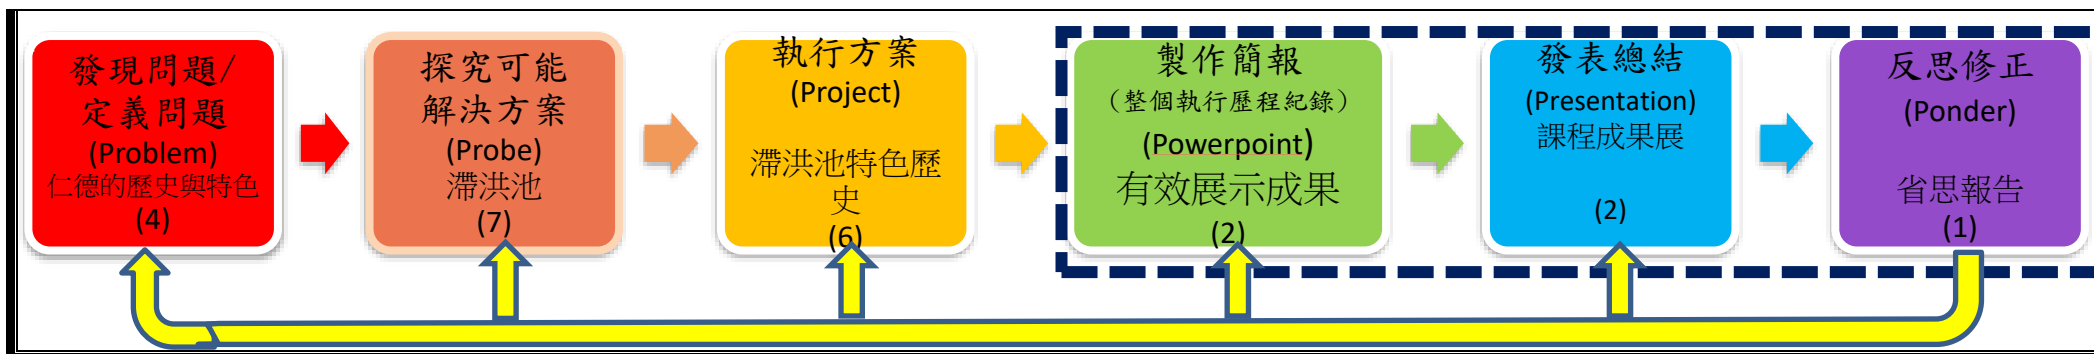 發現問題/
定義問題
(Problem)
仁德的歷史與特色
(4)
探究可能
解決方案
(Probe)
滯洪池
(7)
執行方案
(Project)
滯洪池特色歷
史
(6)
製作簡報
（整個執行歷程紀錄）
(Powerpoint)
有效展示成果
(2)
發表總結
(Presentation)
課程成果展
(2)
反思修正
(Ponder)
省思報告
(1)